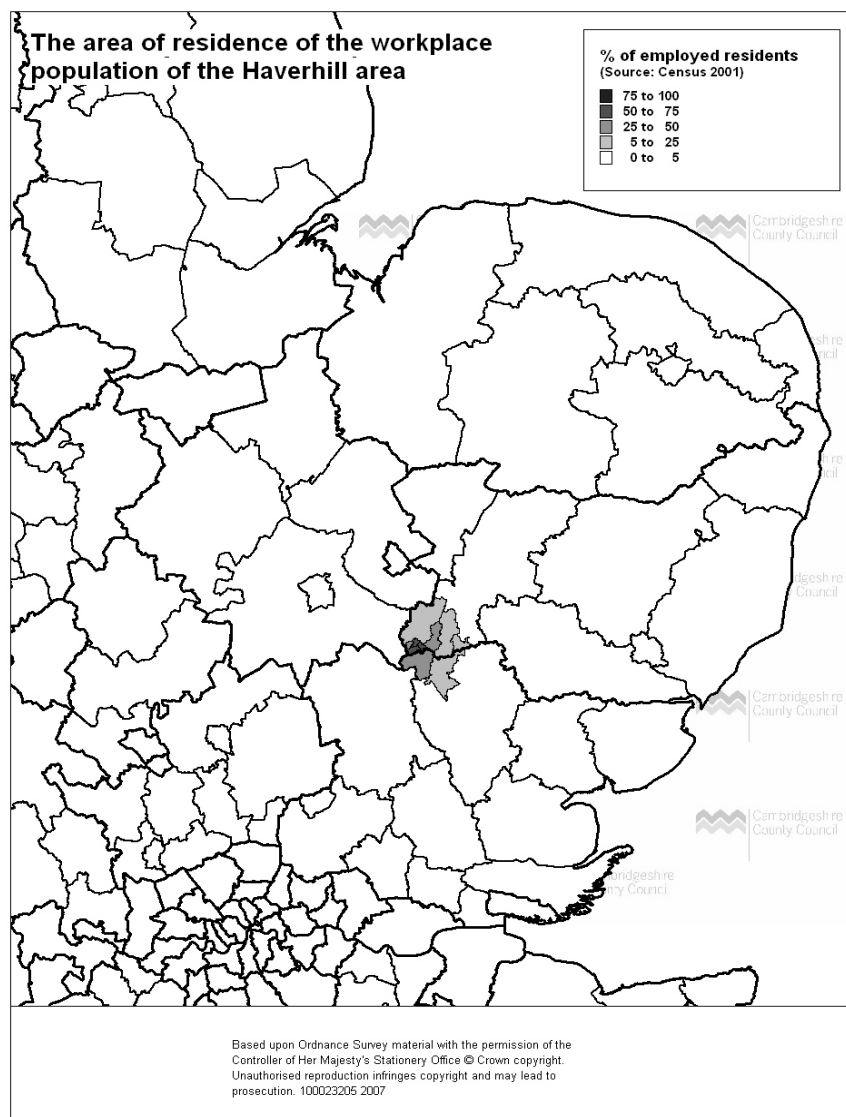 The area of residence of the workplace
population of the Haverhill area
% of employed residents
(Source: Census 2001)
75 to 100
50 to 75
25 to 50
5 to 25
0 to 5
Cambridgeshire
County Council
Cambridgeshire
County Council
Cambridgeshire
County Council
Based upon Ordnance Survey material with the permission of the
Controller of Her Majesty's Stationery Office © Crown copyright.
Unauthorised reproduction infringes copyright and may lead to
prosecution. 100023205 2007